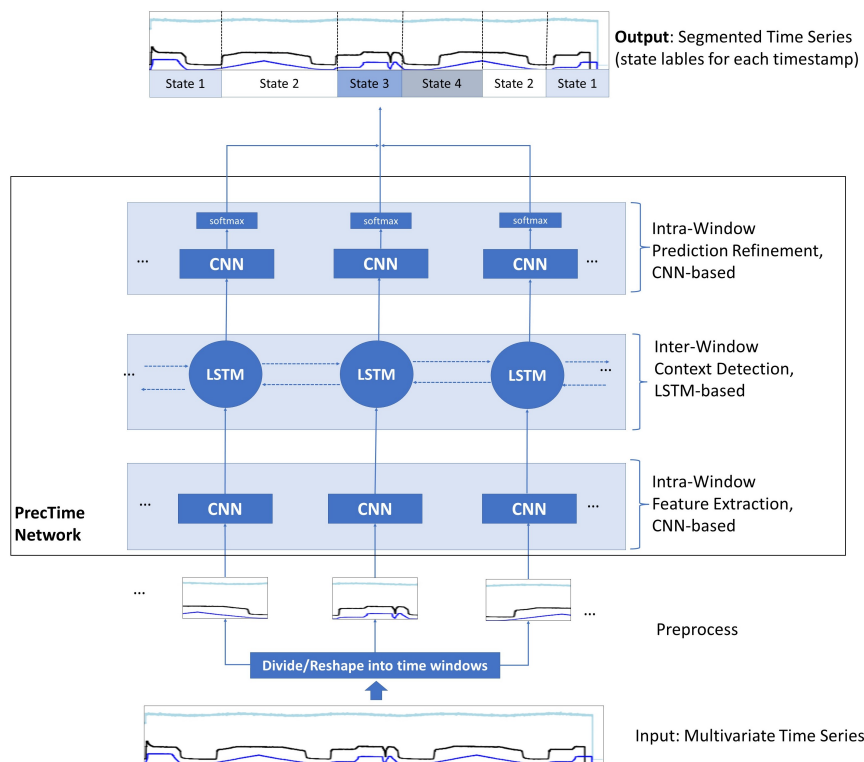 Output: Segmented Time Series
(state lables for each timestamp)
State 1 State 2 State 3 State 4 State 2 State 1
softmax softmax softmax
... CNN CNN CNN ...
Intra-Window
Prediction Refinement,
CNN-based
... LSTM LSTM LSTM ...
Inter-Window
Context Detection,
LSTM-based
... CNN CNN CNN ...
Intra-Window
Feature Extraction,
CNN-based
PrecTime
Network
... ...
Preprocess
Divide/Reshape into time windows
Input: Multivariate Time Series